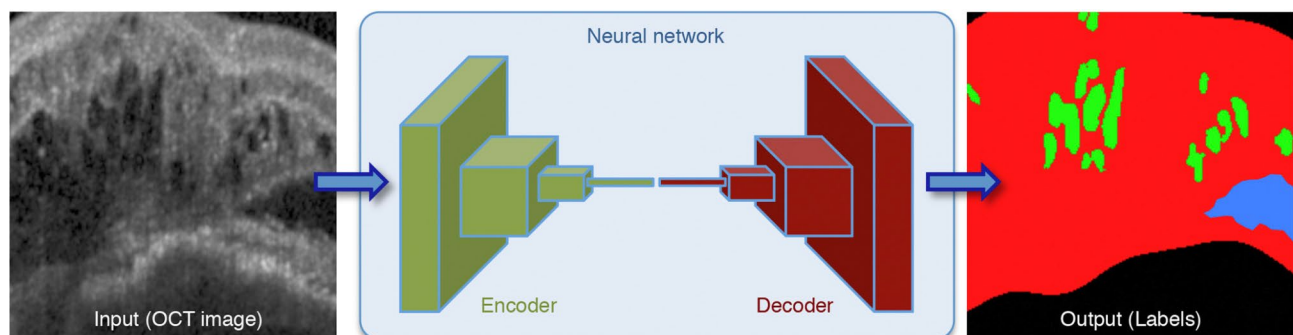 Neural network
Encoder
Decoder
Input (OCT image)
Output (Labels)